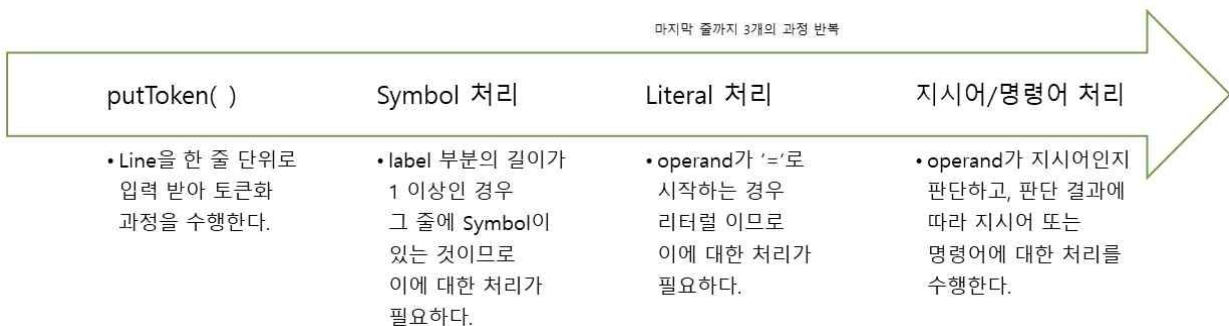 마지막 줄까지 3개의 과정 반복
putToken( )
Symbol 처리
Literal 처리
지시어/명령어 처리
• Line을 한 줄 단위로
입력 받아 토큰화
과정을 수행한다.
• label 부분의 길이가
1 이상인 경우
그 줄에 Symbol이
있는 것이므로
이에 대한 처리가
필요하다.
• operand가 ‘=’로
시작하는 경우
리터럴 이므로
이에 대한 처리가
필요하다.
• operand가 지시어인지
판단하고, 판단 결과에
따라 지시어 또는
명령어에 대한 처리를
수행한다.